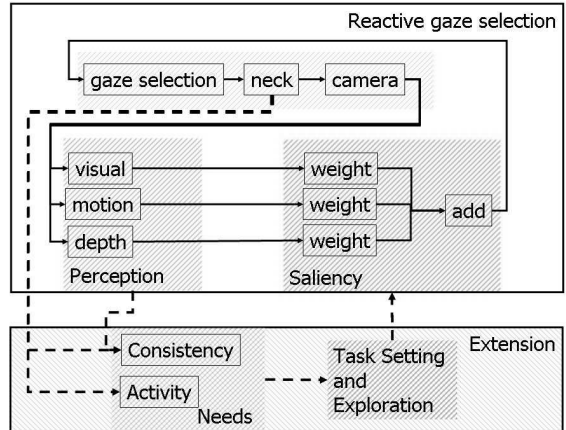 Reactive gaze selection
gaze selection
neck
camera
visual
weight
motion
weight
add
depth
weight
Perception
Saliency
Extension
Consistency
Task Setting
and
Exploration
Activity
Needs